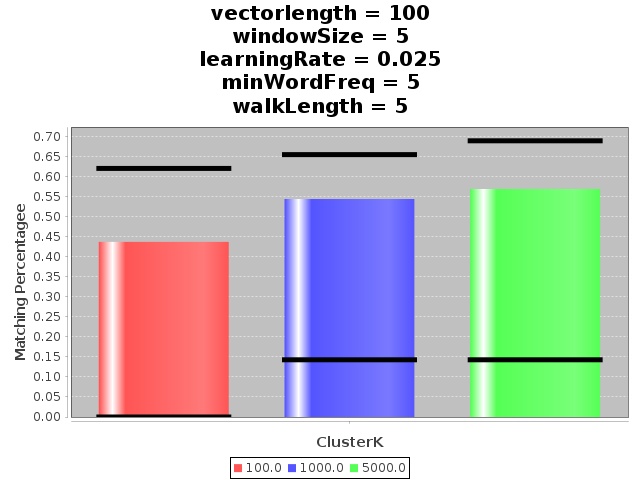 vectorlength = 100
windowSize = 5
learningRate = 0.025
minWordFreq = 5
walkLength = 5
0.70
0.65
0.60
0.55
0.50
0.45
0.40
0.35
0.30
0.25
0.20
0.15
0.10
0.05
0.00
Matching Percentagee
ClusterK
100.0 1000.0 5000.0